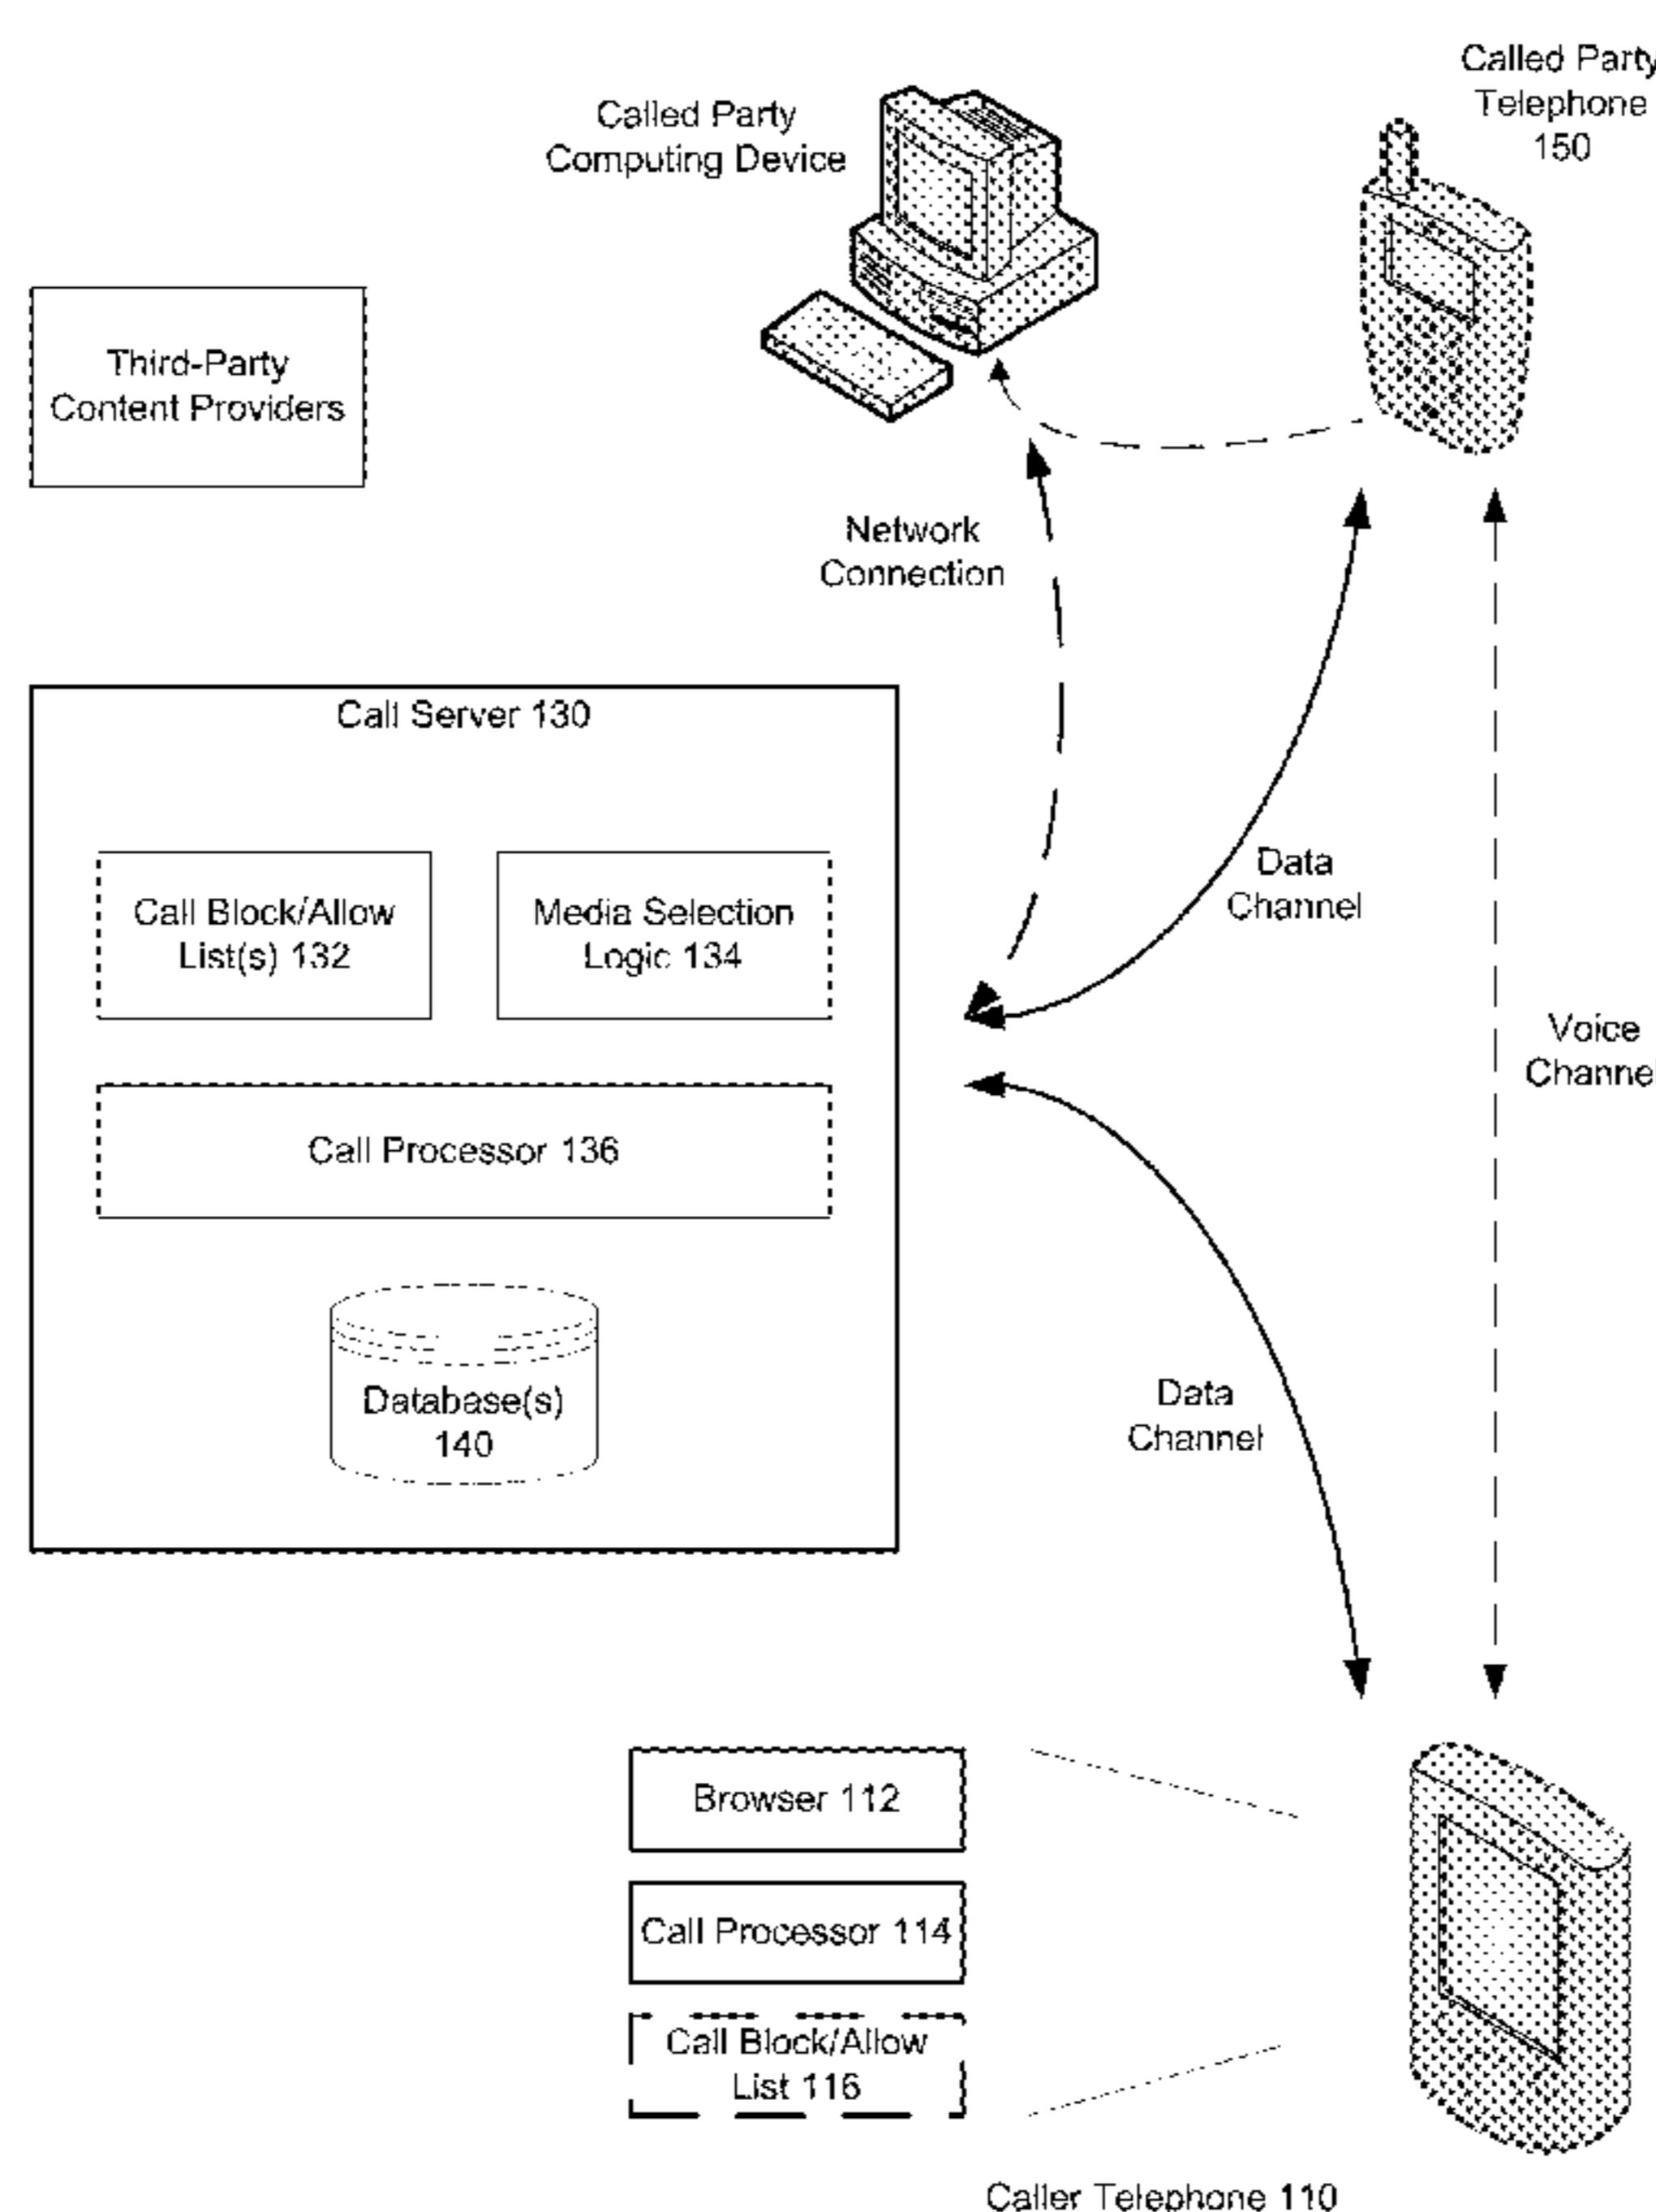 Called Party
Telephone
150
Called Party
Computing Device
Third-Party
Content Providers
Network
Connection
Call Server 130
Call Block/Allow
List(s) 132
Media Selection
Logic 134
Data
Channel
Voice
Channel
Call Processor 136
Database(s)
140
Data
Channel
Browser 112
Call Processor 114
Call Block/Allow
List 116
Caller Telephone 110